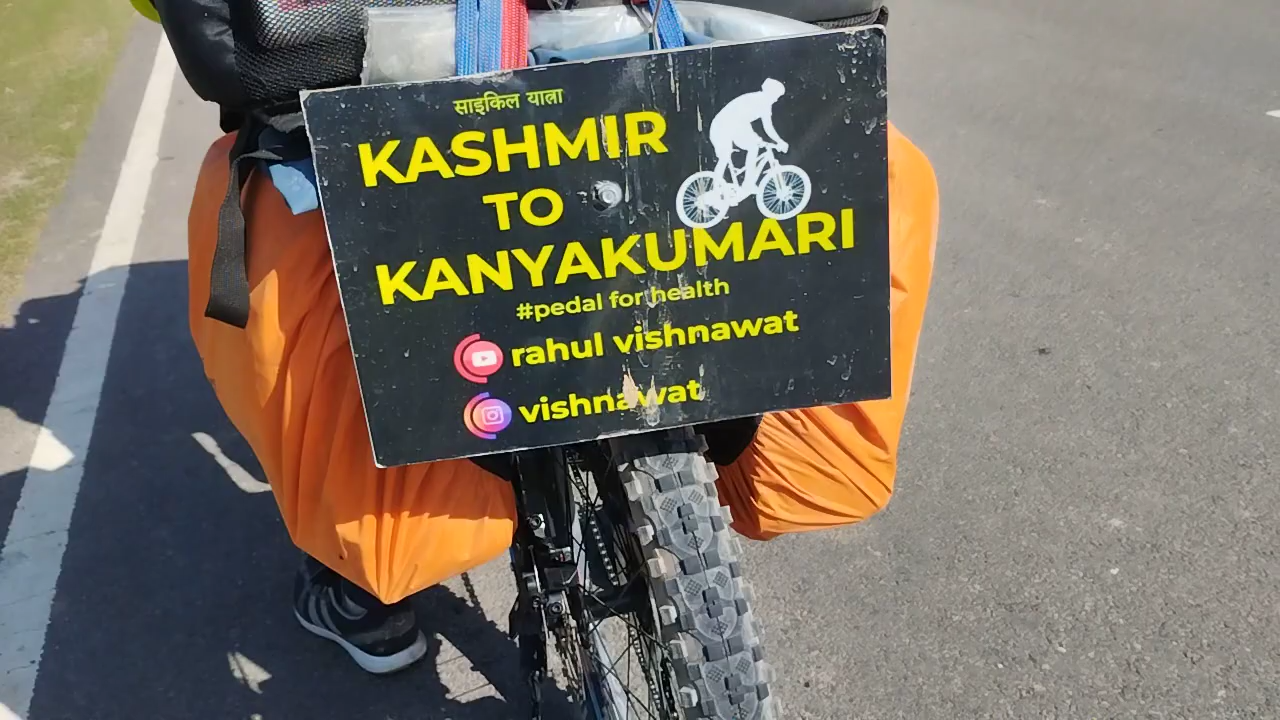 साइकिल यात्रा
KASHMIR
TO
KANYAKUMARI
#pedal for health
rahul vishnawat
vishnawat